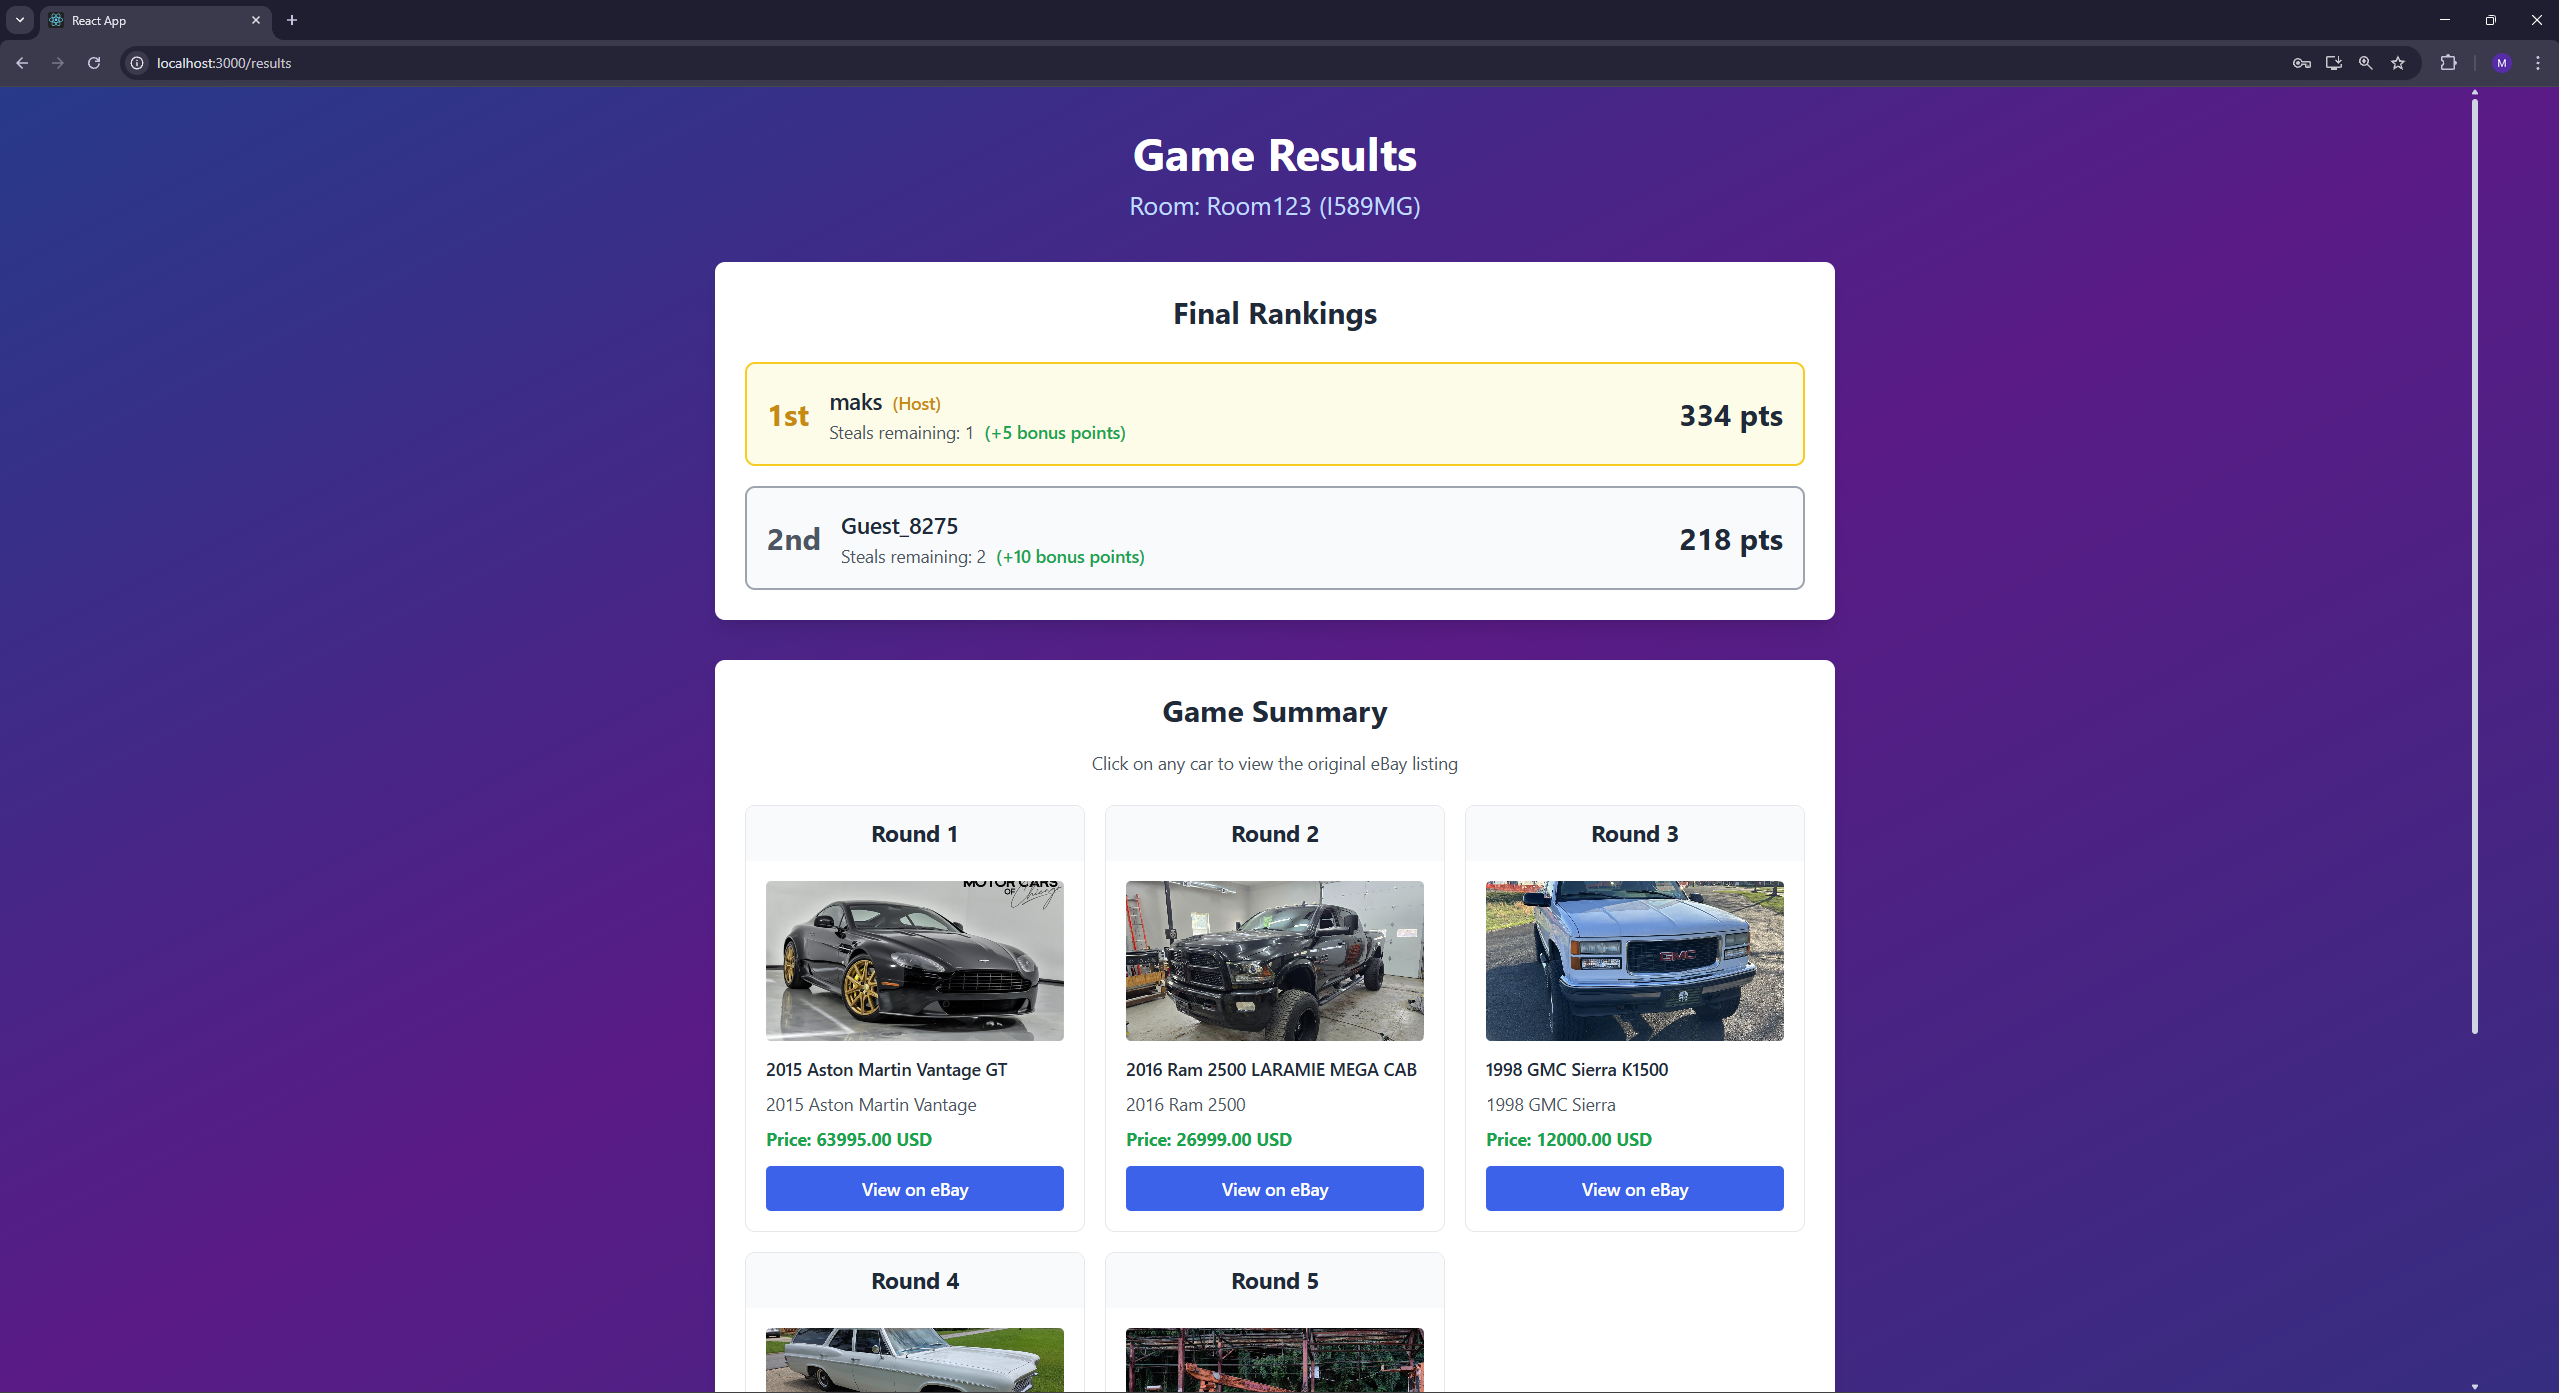 React App
localhost:3000/results
M
Game Results
Room: Room123 (I589MG)
Final Rankings
1st
maks (Host)
Steals remaining: 1 (+5 bonus points)
334 pts
2nd
Guest_8275
Steals remaining: 2 (+10 bonus points)
218 pts
Game Summary
Click on any car to view the original eBay listing
Round 1
MOTOR CARS
OF Chicago
2015 Aston Martin Vantage GT
2015 Aston Martin Vantage
Price: 63995.00 USD
View on eBay
Round 2
2016 Ram 2500 LARAMIE MEGA CAB
2016 Ram 2500
Price: 26999.00 USD
View on eBay
Round 3
GMC
1998 GMC Sierra K1500
1998 GMC Sierra
Price: 12000.00 USD
View on eBay
Round 4
Round 5